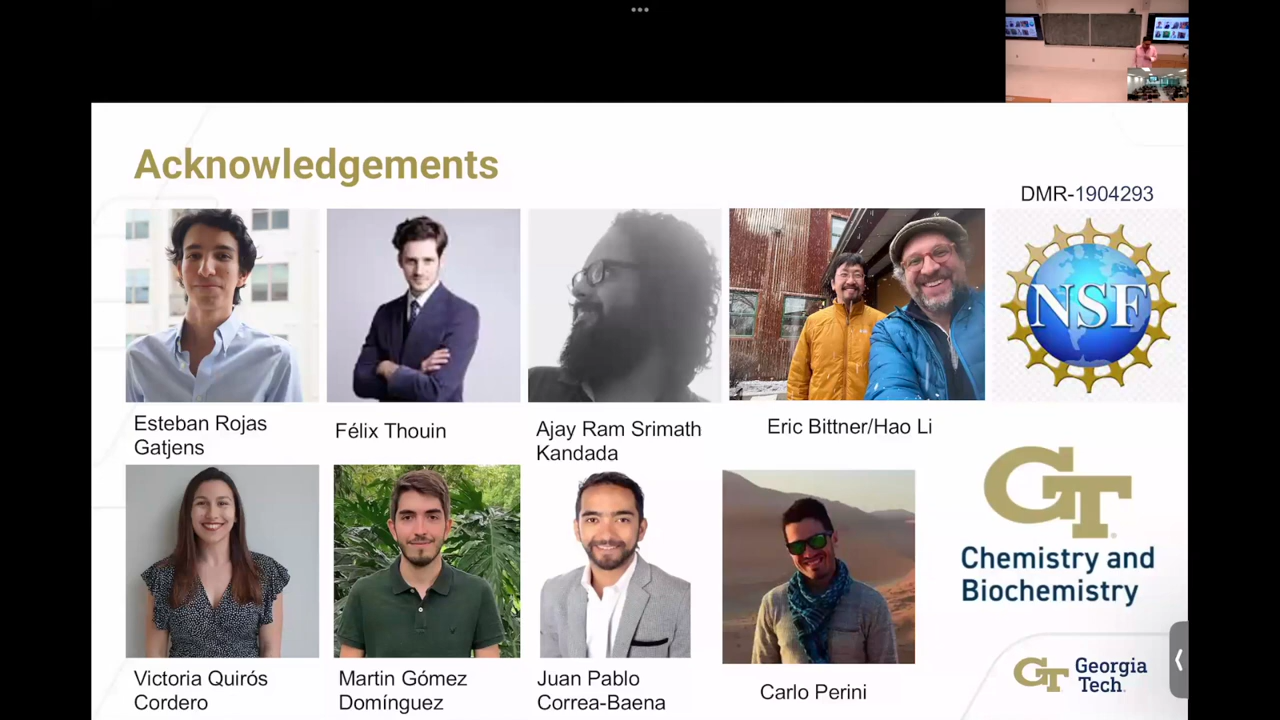 Acknowledgements
DMR-1904293
NSF
Esteban Rojas
Gatjens
Félix Thouin
Ajay Ram Srimath
Kandada
Eric Bittner/Hao Li
GT
Chemistry and
Biochemistry
Victoria Quirós
Cordero
Martin Gómez
Domínguez
Juan Pablo
Correa-Baena
Carlo Perini
GT
Georgia
Tech